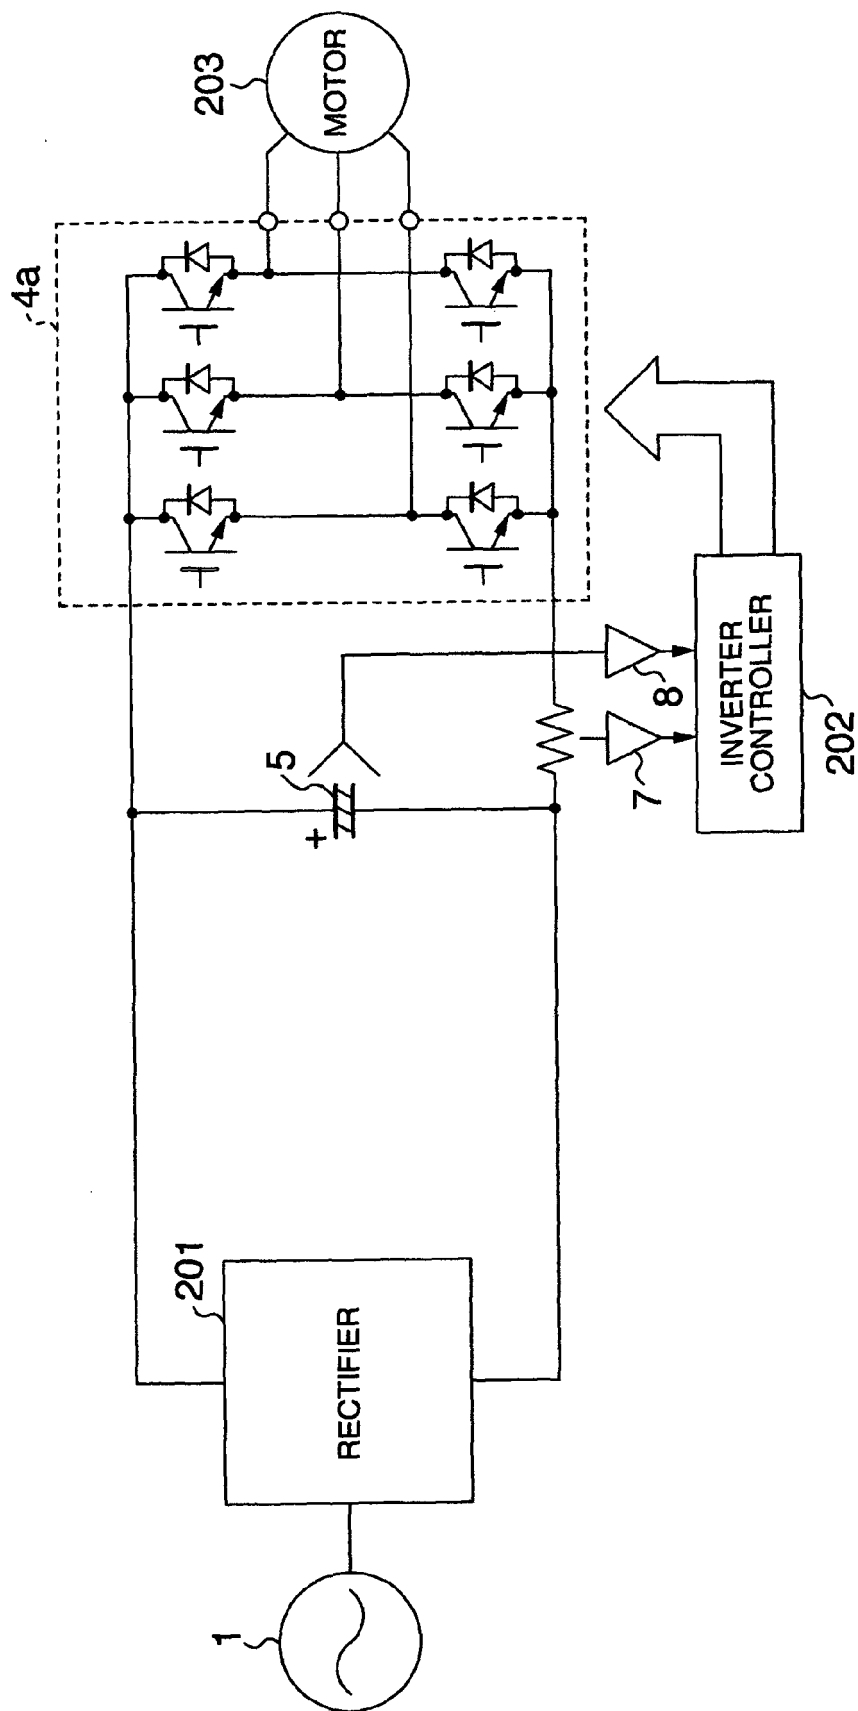 1
RECTIFIER
201
+
5
4a
MOTOR
203
7
8
INVERTER
CONTROLLER
202